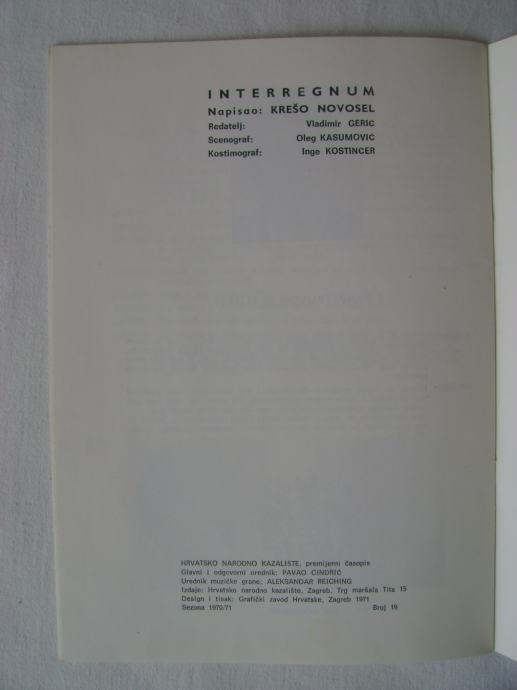 INTERREGNUM
Napisao: KREŠO NOVOSEL
Redatelj: Vladimir GERIĆ
Scenograf: Oleg KASUMOVIĆ
Kostimograf: Inge KOSTINČER
HRVATSKO NARODNO KAZALIŠTE, premijerni časopis
Glavni i odgovorni urednik: PAVAO CINDRIĆ
Urednik muzičke grane: ALEKSANDAR REICHING
Izdaje: Hrvatsko narodno kazalište, Zagreb, Trg maršala Tita 15
Design i tisak: Grafički zavod Hrvatske, Zagreb 1971
Sezona 1970/71 Broj 19